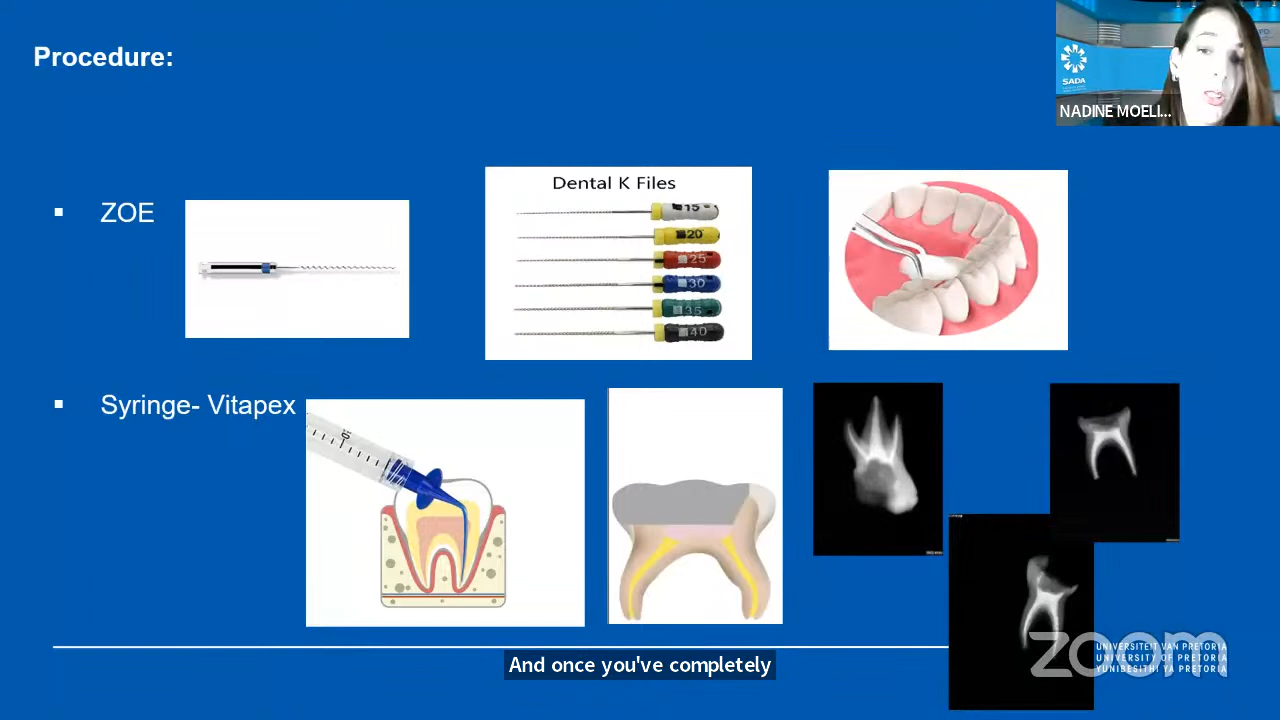 Procedure:
SADA
NADINE MOELI...
ZOE
Dental K Files
15
20
25
30
35
40
Syringe- Vitapex
zoom
UNIVERSITEIT VAN PRETORIA
UNIVERSITY OF PRETORIA
YUNIBESITHI YA PRETORIA
And once you've completely